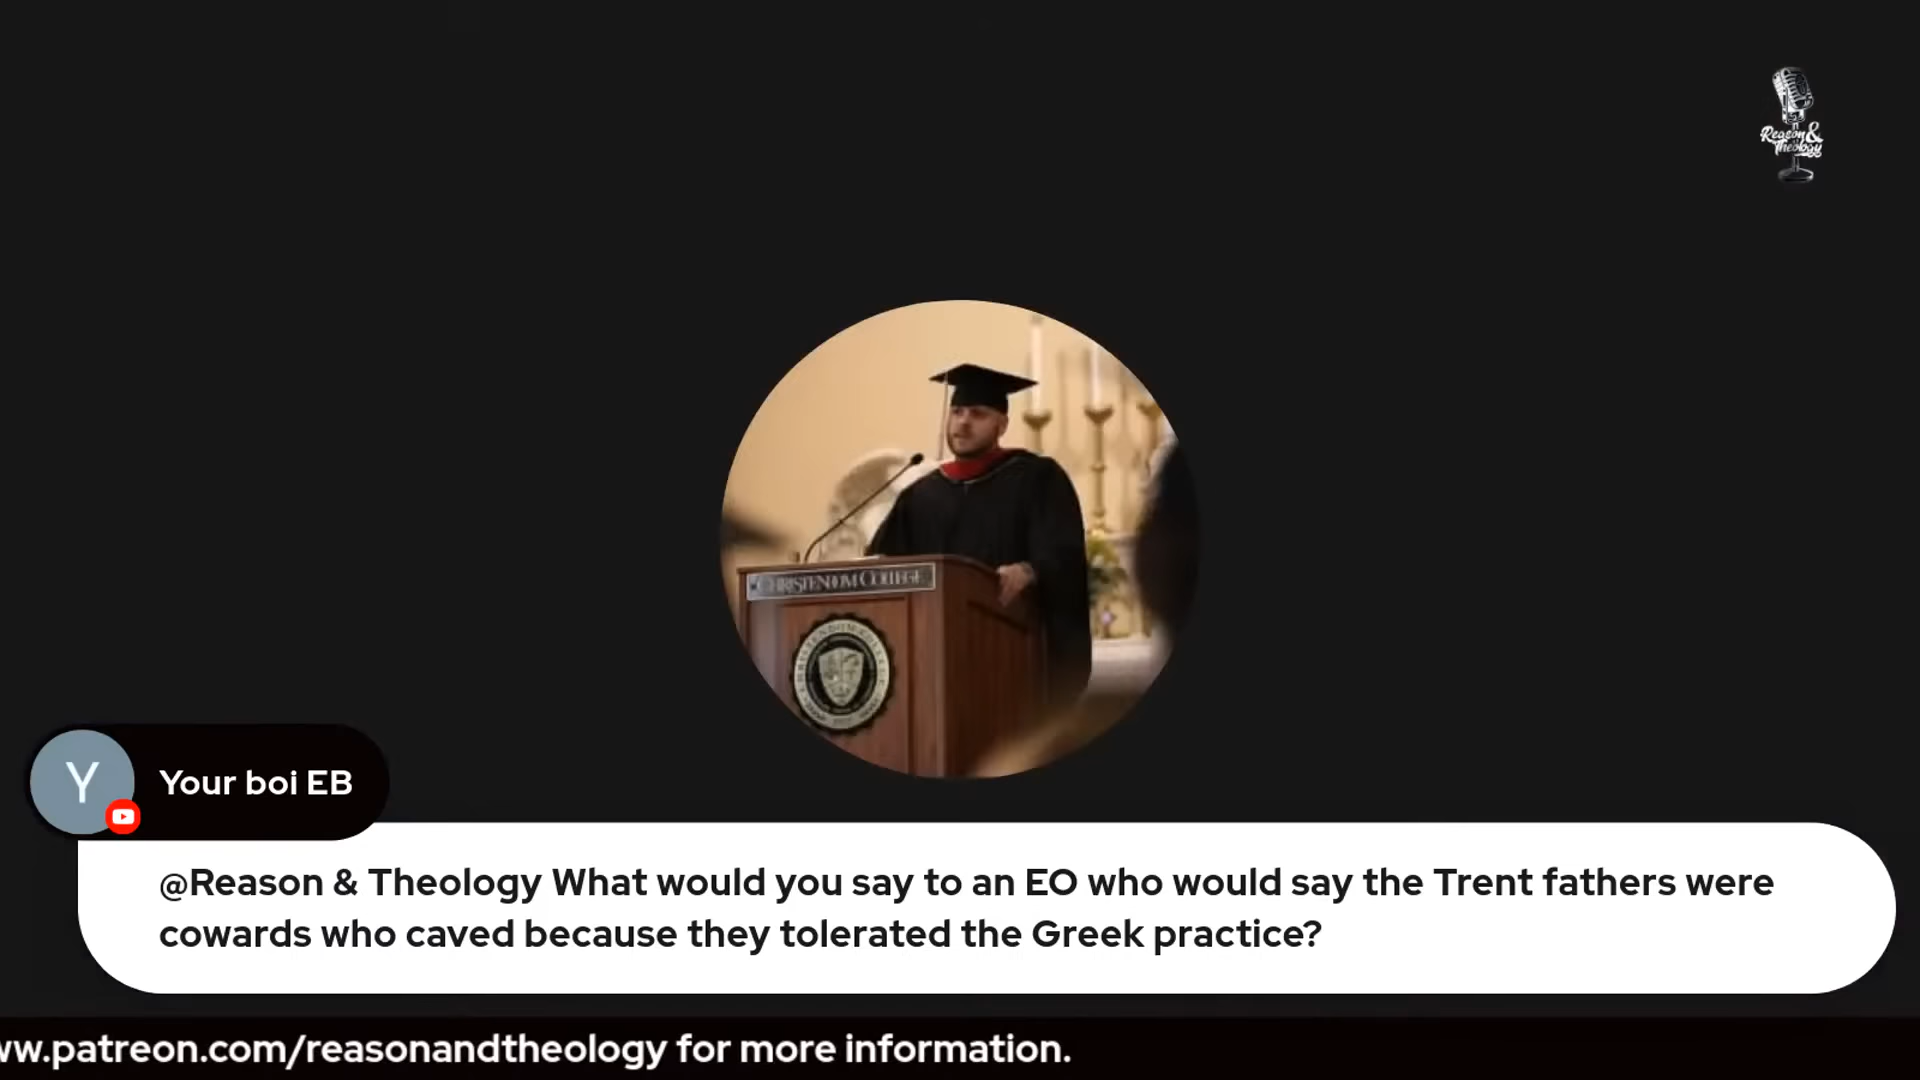 Reason &
Theology
CHRISTENDOM COLLEGE
Y
Your boi EB
@Reason & Theology What would you say to an EO who would say the Trent fathers were
cowards who caved because they tolerated the Greek practice?
ww.patreon.com/reasonandtheology for more information.